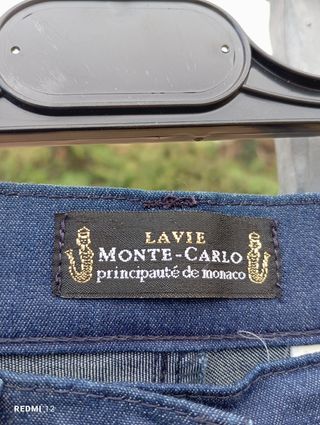 LAVIE
MONTE-CARLO
principauté de monaco
REDMI 12